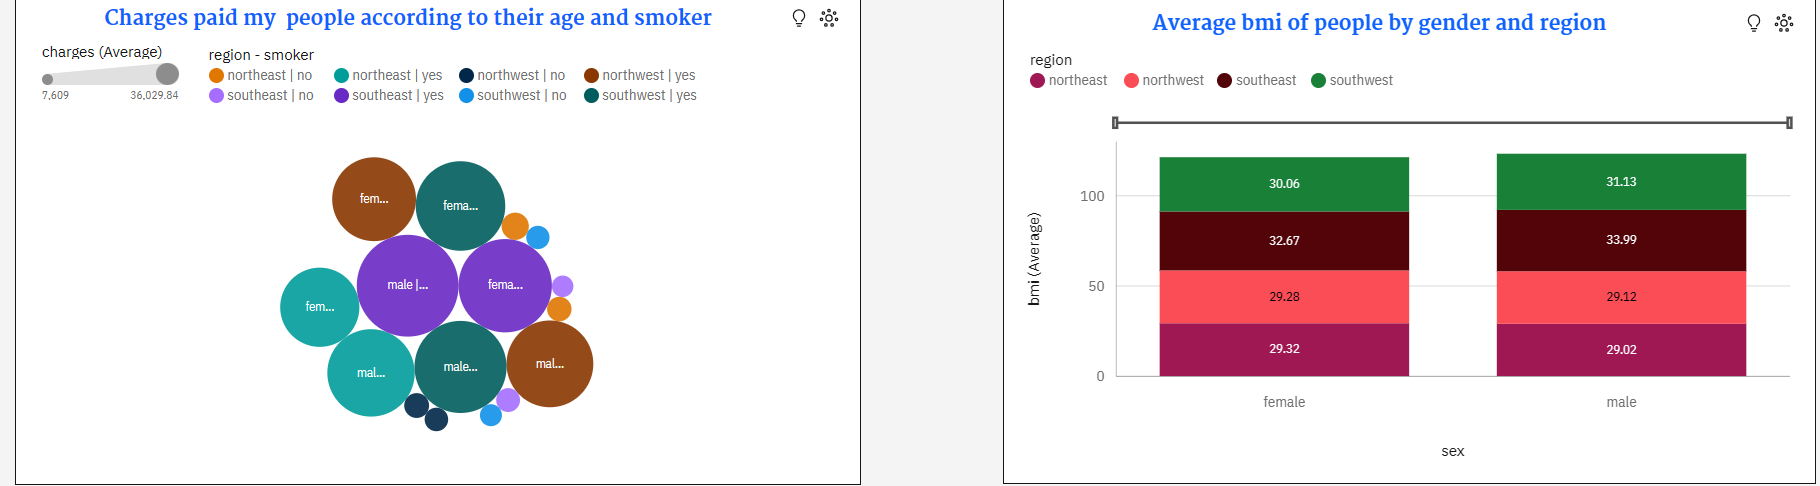 Charges paid my  people according to their age and smoker
charges (Average)
7,609
36,029.84
region - smoker
northeast | no
northeast | yes
northwest | no
northwest | yes
southeast | no
southeast | yes
southwest | no
southwest | yes
fem...
fema...
male |...
fema...
fem...
mal...
male...
mal...
Average bmi of people by gender and region
region
northeast
northwest
southeast
southwest
bmi (Average)
100
50
0
30.06
32.67
29.28
29.32
31.13
33.99
29.12
29.02
female
male
sex